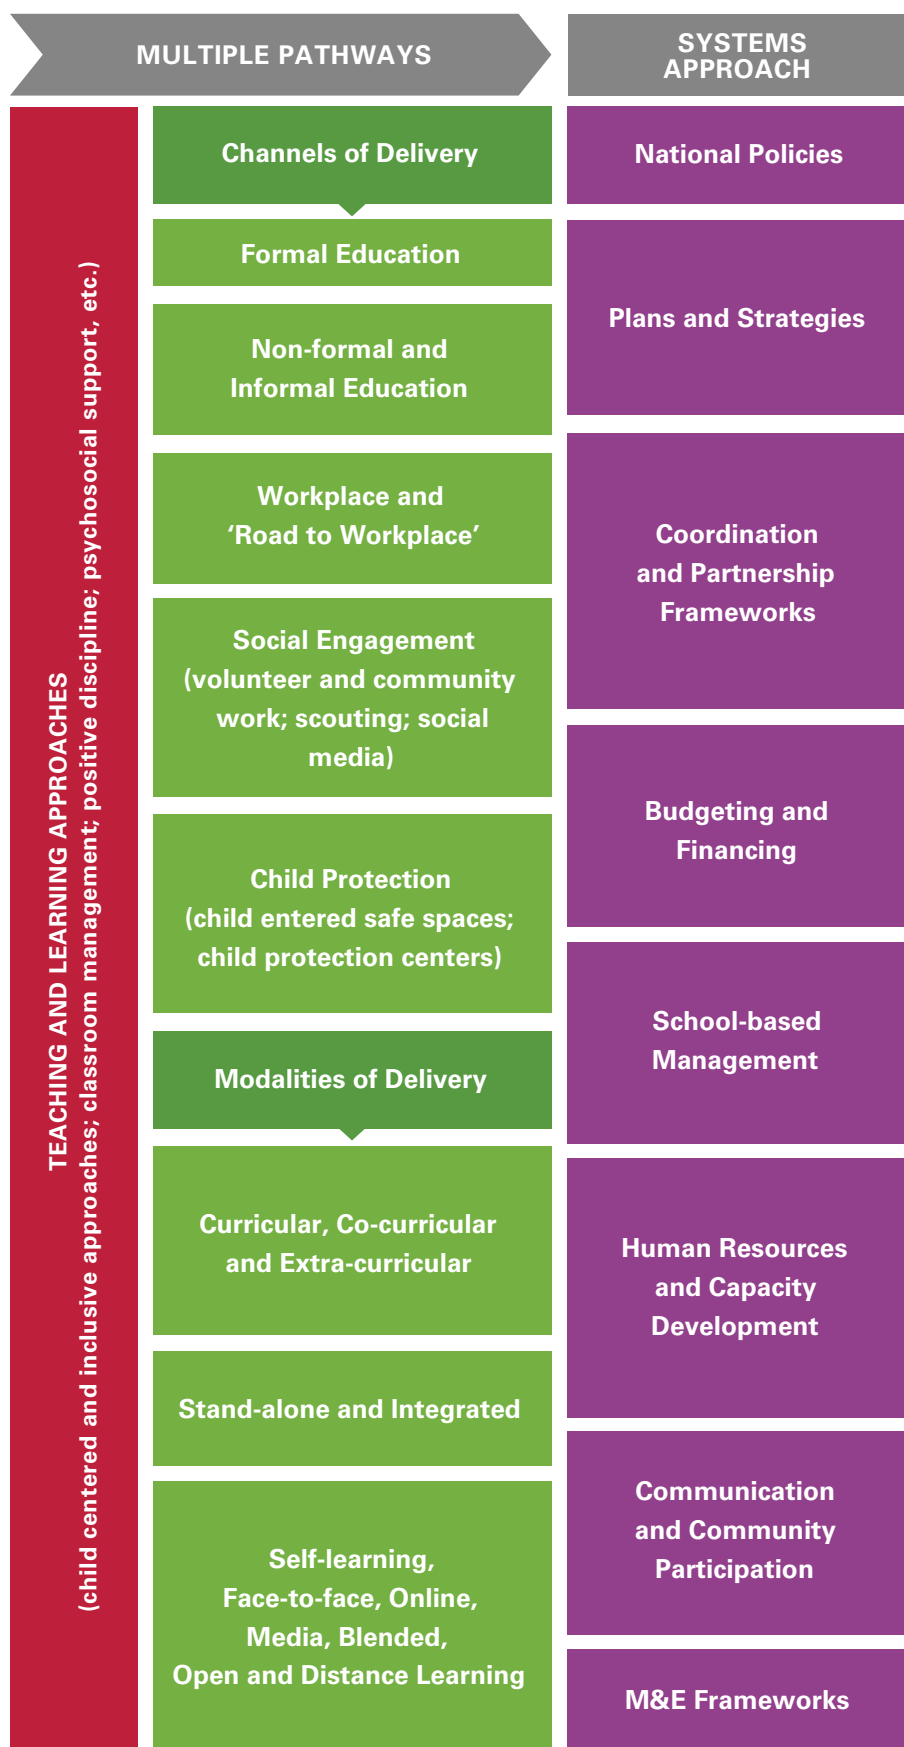 MULTIPLE PATHWAYS
SYSTEMS
APPROACH
TEACHING AND LEARNING APPROACHES
(child centered and inclusive approaches; classroom management; positive discipline; psychosocial support, etc.)
Channels of Delivery
Formal Education
Non-formal and
Informal Education
Workplace and
‘Road to Workplace’
Social Engagement
(volunteer and community
work; scouting; social
media)
Child Protection
(child entered safe spaces;
child protection centers)
Modalities of Delivery
Curricular, Co-curricular
and Extra-curricular
Stand-alone and Integrated
Self-learning,
Face-to-face, Online,
Media, Blended,
Open and Distance Learning
National Policies
Plans and Strategies
Coordination
and Partnership
Frameworks
Budgeting and
Financing
School-based
Management
Human Resources
and Capacity
Development
Communication
and Community
Participation
M&E Frameworks